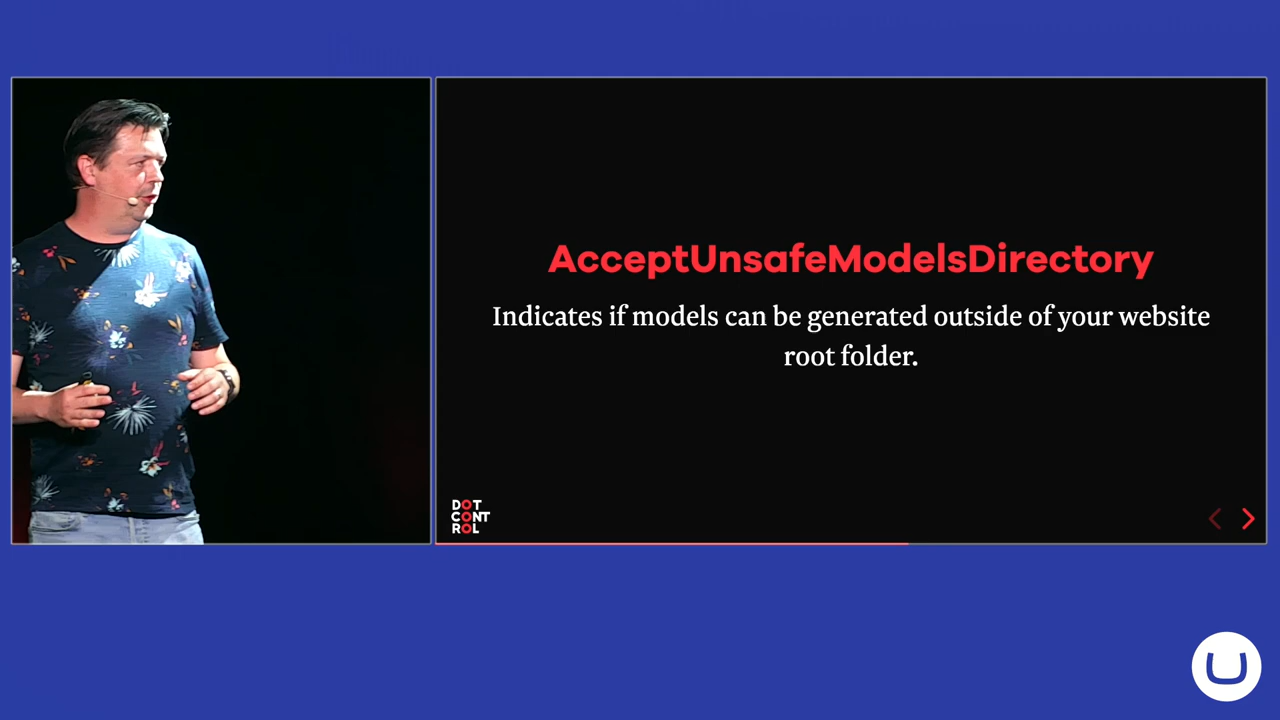 AcceptUnsafeModelsDirectory
Indicates if models can be generated outside of your website
root folder.
DOT
CONT
ROL